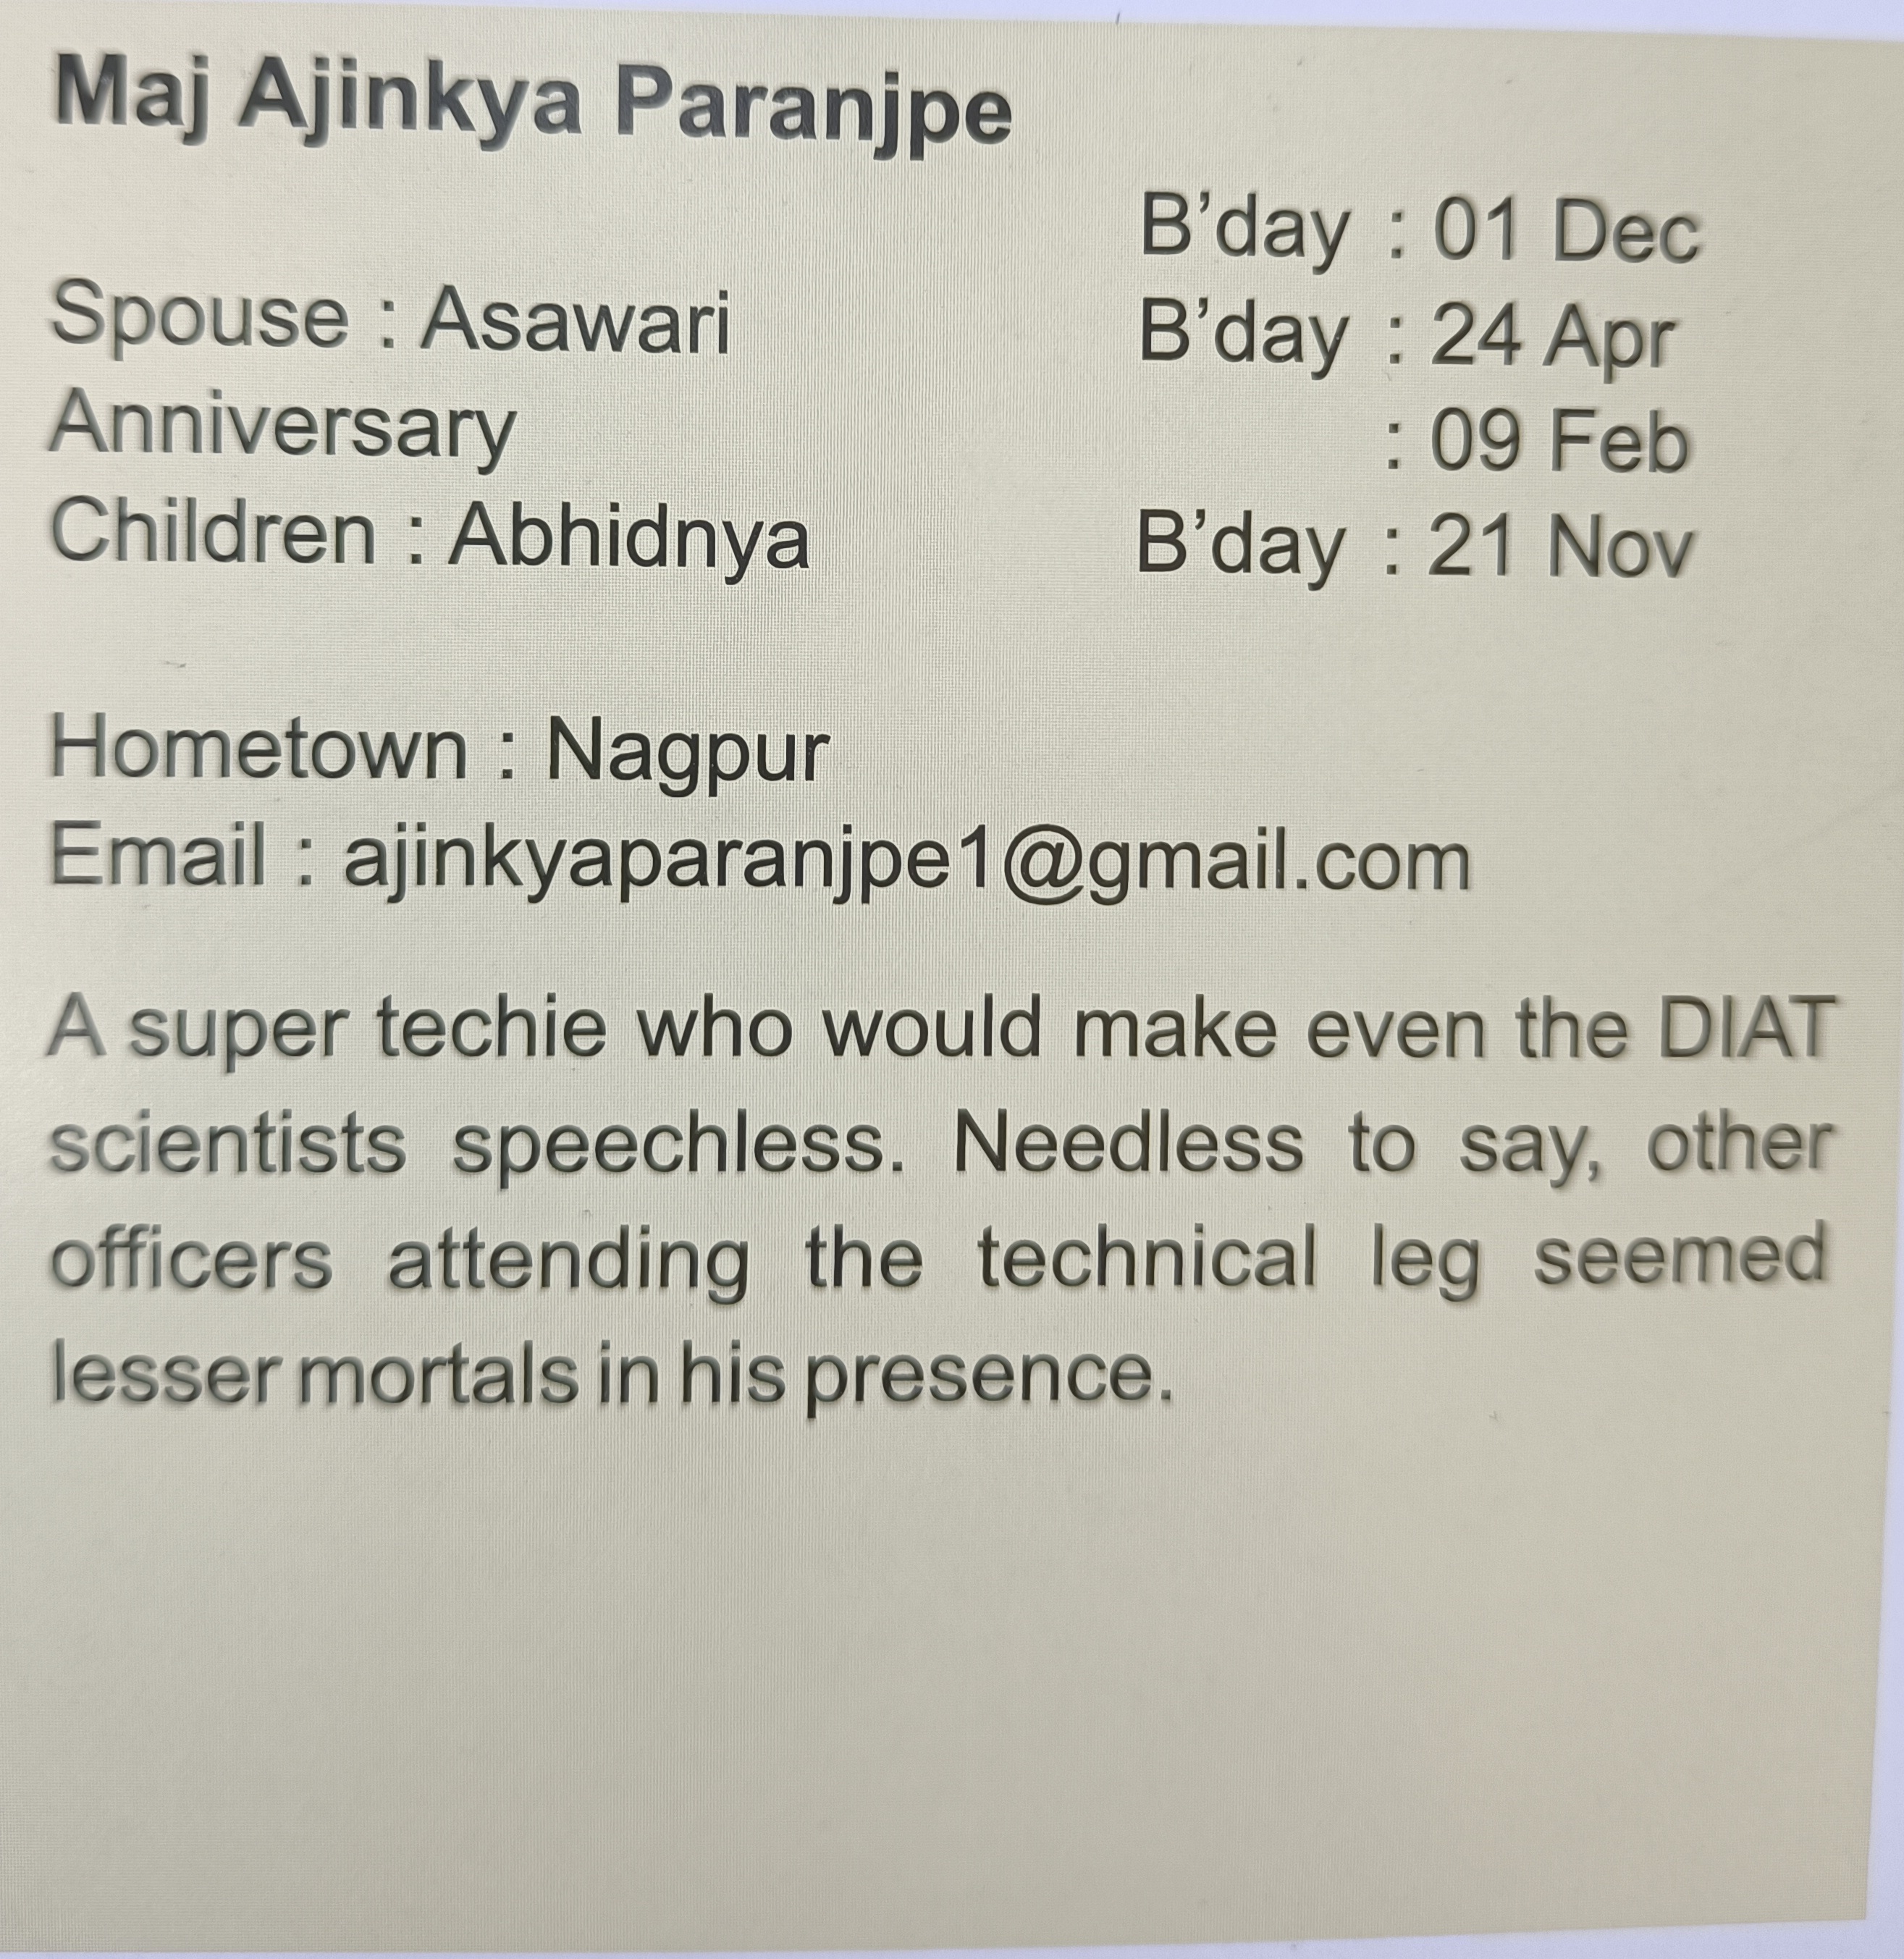 Maj Ajinkya Paranjpe
B’day : 01 Dec
Spouse : Asawari B’day : 24 Apr
Anniversary : 09 Feb
Children : Abhidnya B’day : 21 Nov
Hometown : Nagpur
Email : ajinkyaparanjpe1@gmail.com
A super techie who would make even the DIAT
scientists speechless. Needless to say, other
officers attending the technical leg seemed
lesser mortals in his presence.